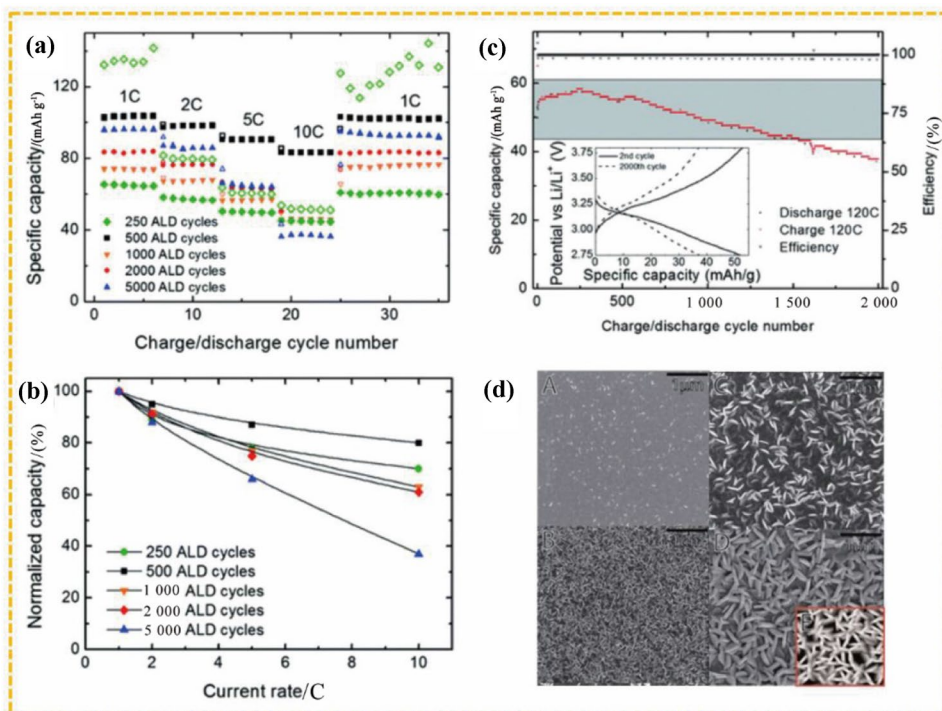 (a)
Specific capacity/(mAh g⁻¹)
120
80
40
0
1C
2C
5C
10C
1C
250 ALD cycles
500 ALD cycles
1000 ALD cycles
2000 ALD cycles
5000 ALD cycles
0
10
20
30
Charge/discharge cycle number
(b)
Normalized capacity/(%)
100
80
60
40
20
0
250 ALD cycles
500 ALD cycles
1 000 ALD cycles
2 000 ALD cycles
5 000 ALD cycles
0
2
4
6
8
10
Current rate/C
(c)
Specific capacity/(mAh g⁻¹)
60
50
40
30
20
10
0
100
75
50
25
0
Efficiency/(%)
Potential vs Li/Li⁺ (V)
3.75
3.50
3.25
3.00
2.75
2nd cycle
2000th cycle
0
10
20
30
40
50
Specific capacity (mAh/g)
Discharge 120C
Charge 120C
Efficiency
0
500
1 000
1 500
2 000
Charge/discharge cycle number
(d)
A
1 μm
C
D